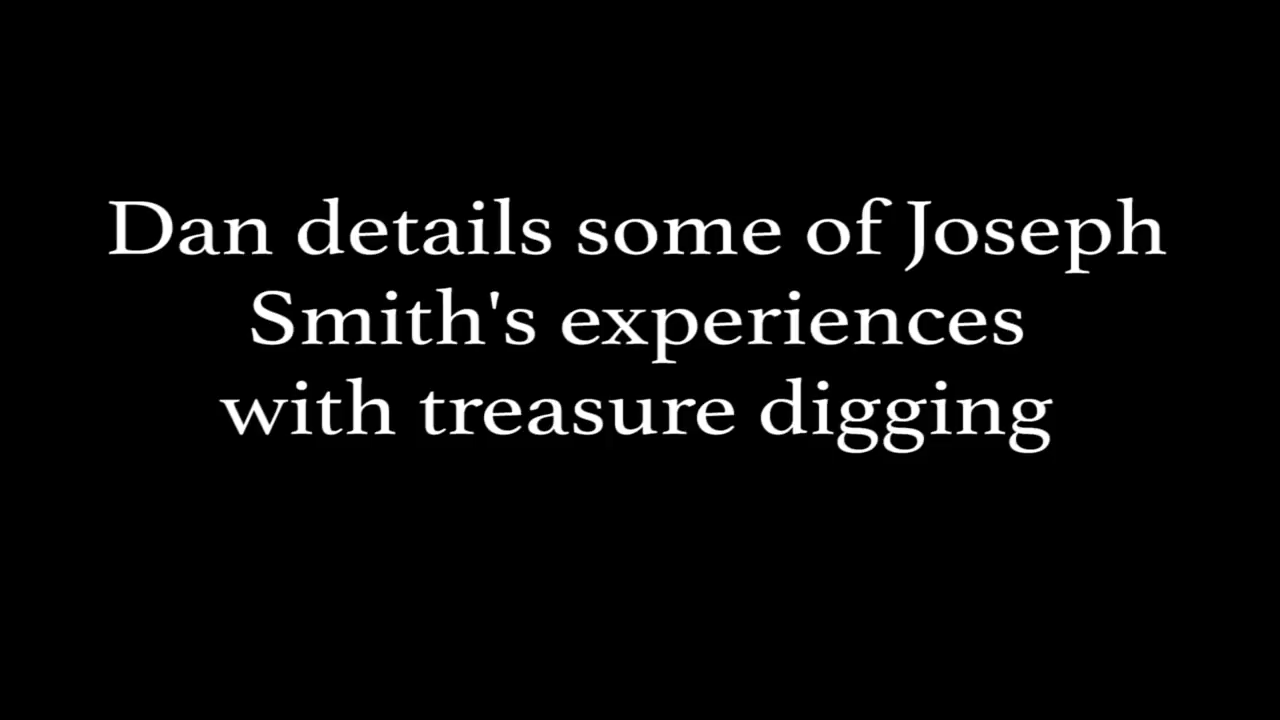 Dan details some of Joseph
Smith's experiences
with treasure digging